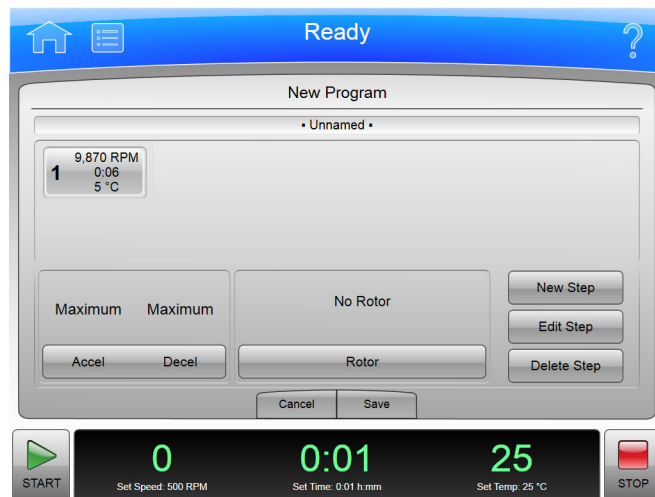 Ready
?
New Program
▪ Unnamed ▪
1
9,870 RPM
0:06
5 °C
Maximum Maximum
Accel Decel
No Rotor
Rotor
New Step
Edit Step
Delete Step
Cancel Save
START
0
Set Speed: 500 RPM
0:01
Set Time: 0:01 h:mm
25
Set Temp: 25 °C
STOP